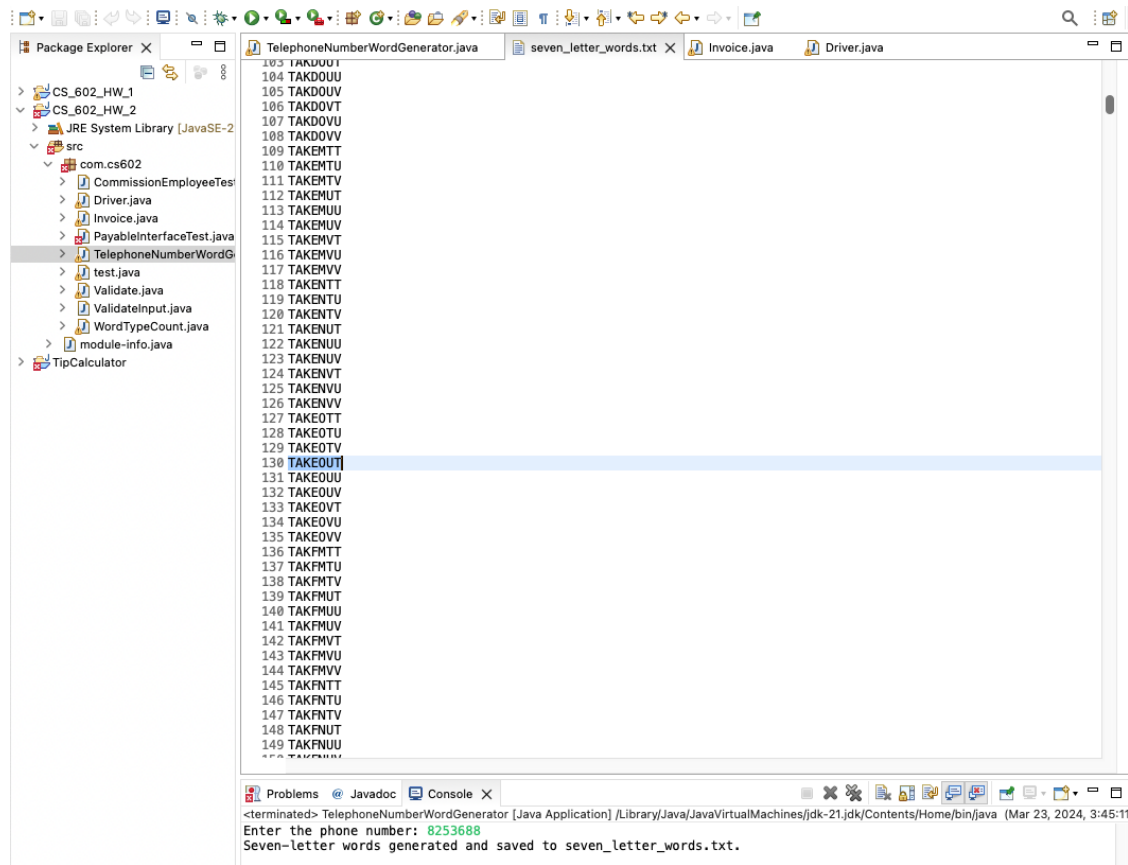 Package Explorer
CS_602_HW_1
CS_602_HW_2
JRE System Library [JavaSE-2
src
com.cs602
CommissionEmployeeTest
Driver.java
Invoice.java
PayableInterfaceTest.java
TelephoneNumberWordG
test.java
Validate.java
ValidateInput.java
WordTypeCount.java
module-info.java
TipCalculator
TelephoneNumberWordGenerator.java seven_letter_words.txt Invoice.java Driver.java
103 TAKDOUT
104 TAKDOUU
105 TAKDOUV
106 TAKDOVT
107 TAKDOVU
108 TAKDOVV
109 TAKEMTT
110 TAKEMTU
111 TAKEMTV
112 TAKEMUT
113 TAKEMUU
114 TAKEMUV
115 TAKEMVT
116 TAKEMVU
117 TAKEMVV
118 TAKENTT
119 TAKENTU
120 TAKENTV
121 TAKENUT
122 TAKENUU
123 TAKENUV
124 TAKENVT
125 TAKENVU
126 TAKENVV
127 TAKEOTT
128 TAKEOTU
129 TAKEOTV
130 TAKEOUT
131 TAKEOUU
132 TAKEOUV
133 TAKEOVT
134 TAKEOVU
135 TAKEOVV
136 TAKFMTT
137 TAKFMTU
138 TAKFMTV
139 TAKFMUT
140 TAKFMUU
141 TAKFMUV
142 TAKFMVT
143 TAKFMVU
144 TAKFMVV
145 TAKFNTT
146 TAKFNTU
147 TAKFNTV
148 TAKFNUT
149 TAKFNUU
Problems Javadoc Console
<terminated> TelephoneNumberWordGenerator [Java Application] /Library/Java/JavaVirtualMachines/jdk-21.jdk/Contents/Home/bin/java (Mar 23, 2024, 3:45:11
Enter the phone number: 8253688
Seven-letter words generated and saved to seven_letter_words.txt.